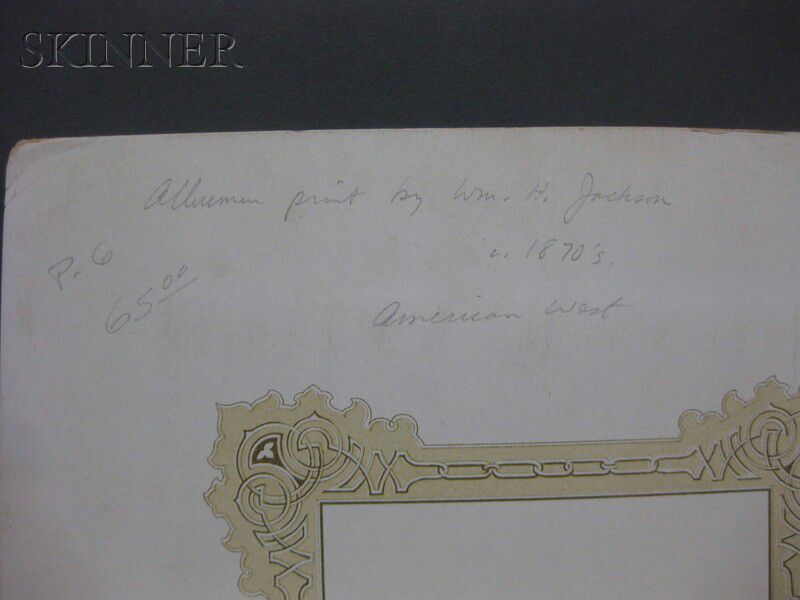 SKINNER
Albumen print by Wm. H. Jackson
c. 1870's.
P. 6
65.00
American West